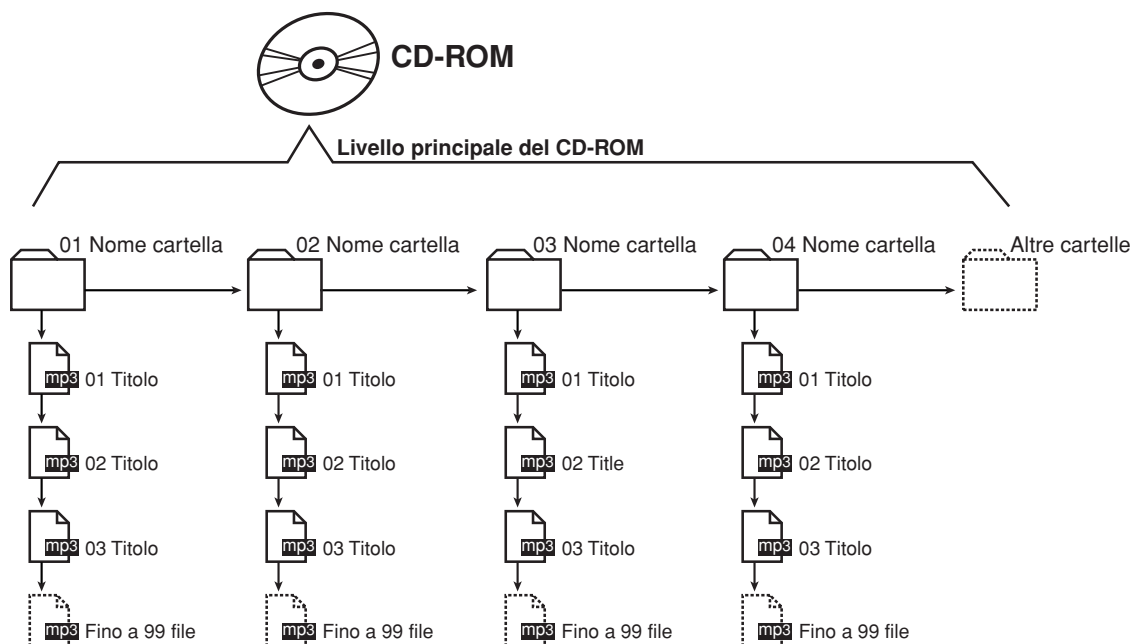 CD-ROM
Livello principale del CD-ROM
01 Nome cartella 02 Nome cartella 03 Nome cartella 04 Nome cartella Altre cartelle
mp3 01 Titolo mp3 01 Titolo mp3 01 Titolo mp3 01 Titolo
mp3 02 Titolo mp3 02 Titolo mp3 02 Title mp3 02 Titolo
mp3 03 Titolo mp3 03 Titolo mp3 03 Titolo mp3 03 Titolo
mp3 Fino a 99 file mp3 Fino a 99 file mp3 Fino a 99 file mp3 Fino a 99 file